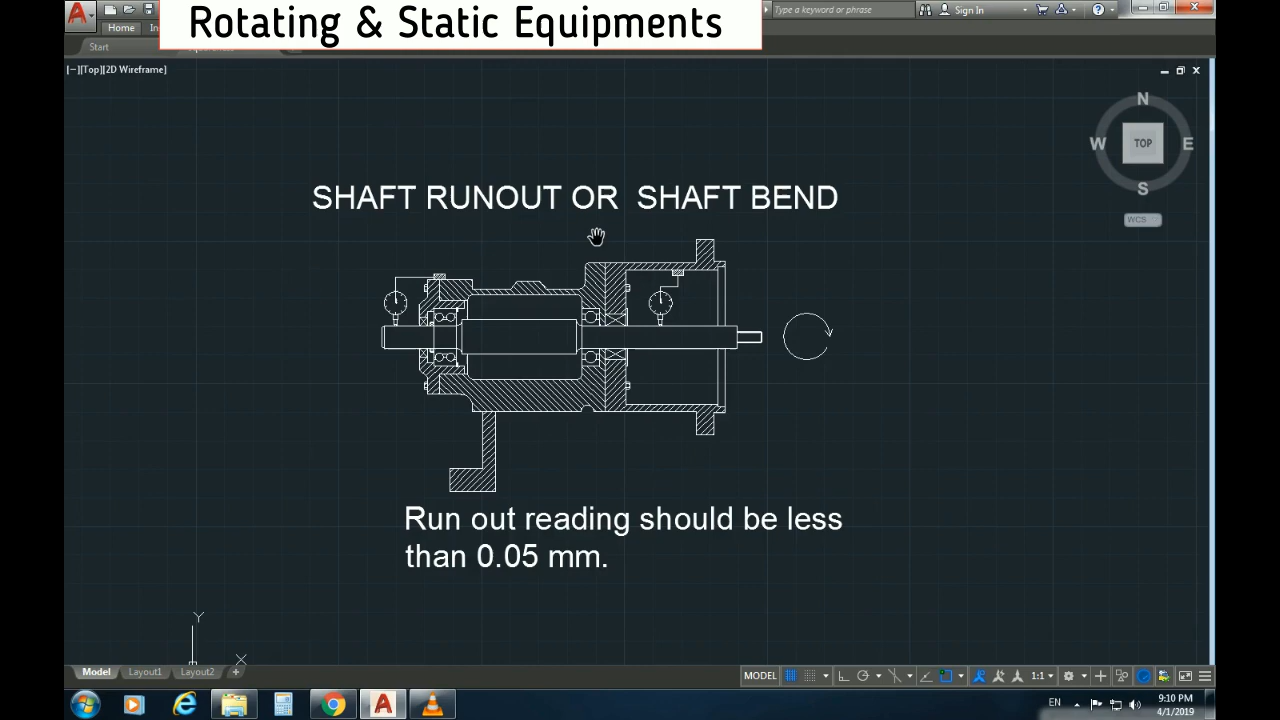 Rotating & Static Equipments
Type a keyword or phrase
Sign In
Home
Start
[−][Top][2D Wireframe]
N
W
TOP
E
S
WCS
SHAFT RUNOUT OR SHAFT BEND
Run out reading should be less
than 0.05 mm.
Y
X
Model
Layout1
Layout2
MODEL
1:1
EN
9:10 PM
4/1/2019